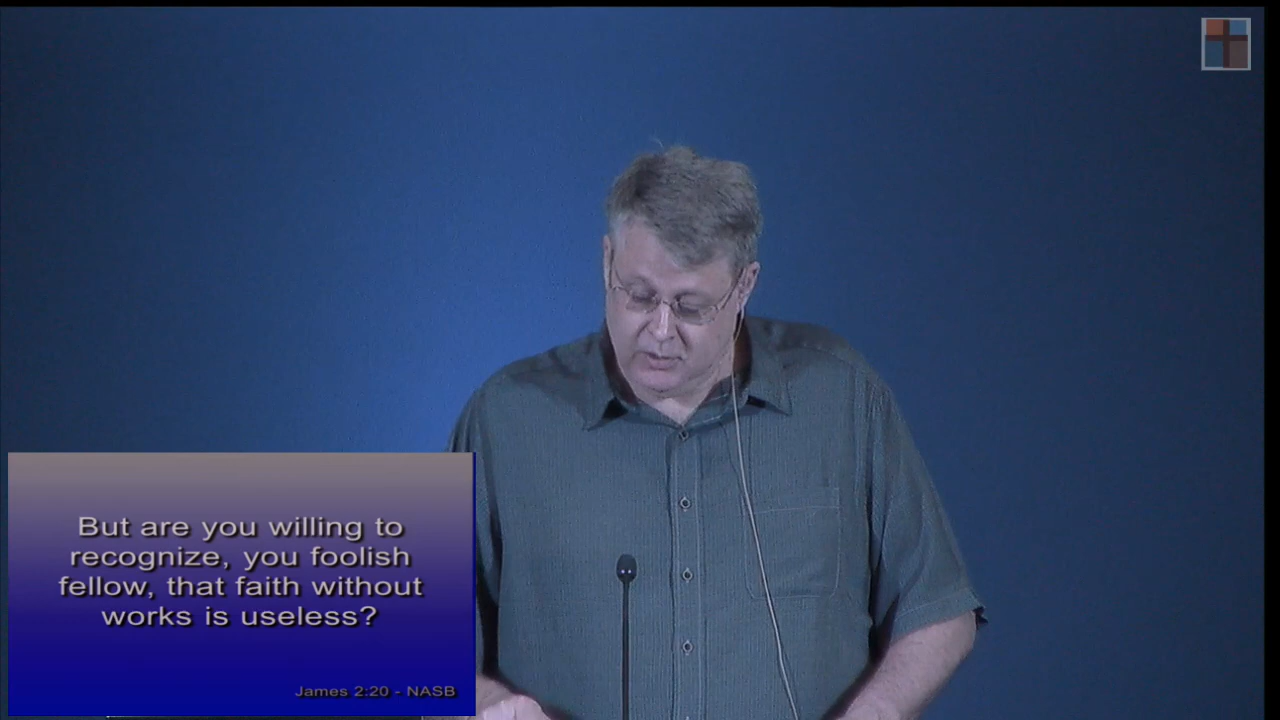 But are you willing to
recognize, you foolish
fellow, that faith without
works is useless?
James 2:20 - NASB